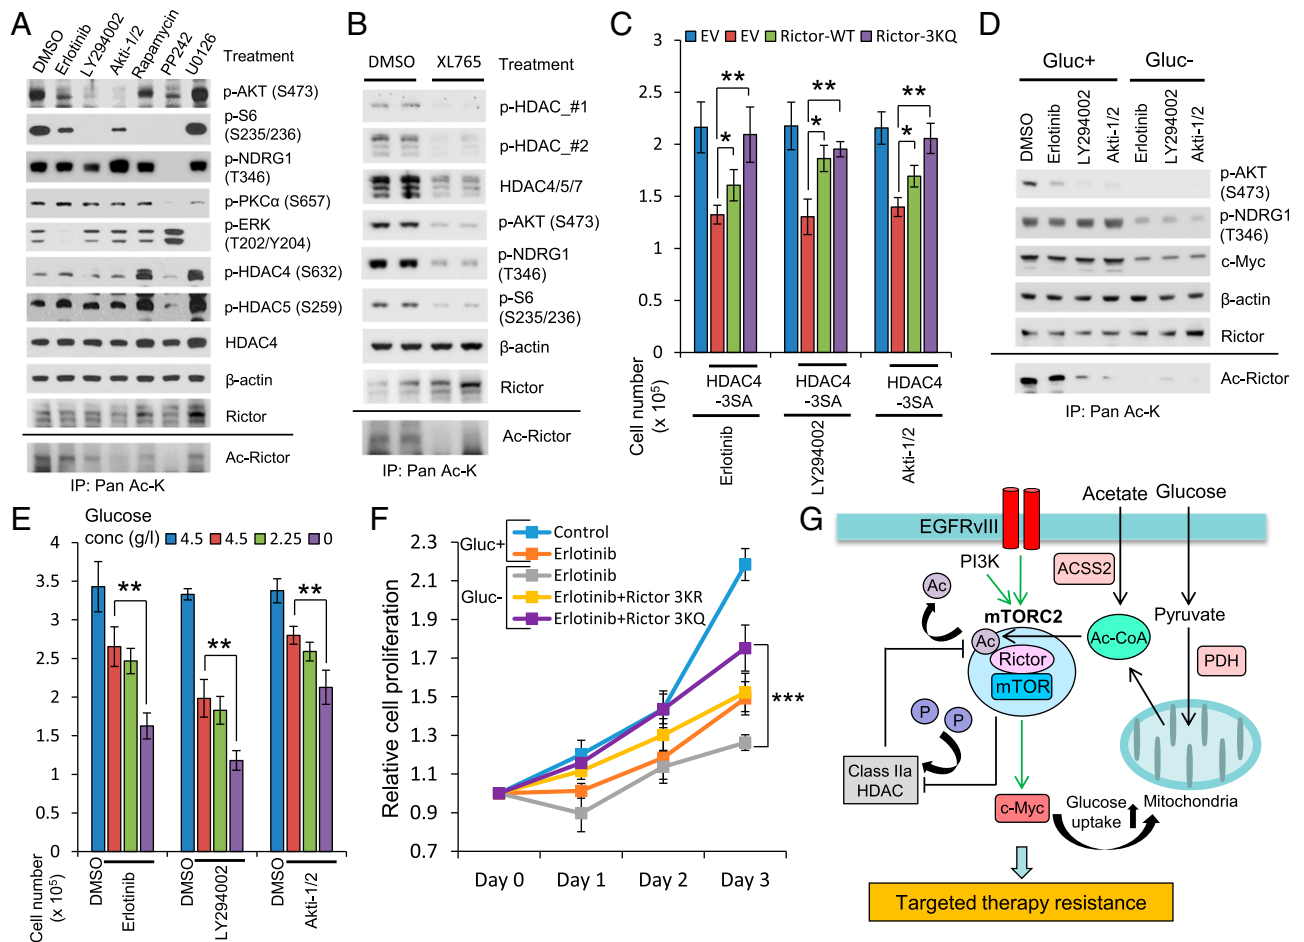 A
DMSO
Erlotinib
LY294002
Akti-1/2
Rapamycin
PP242
U0126
Treatment
p-AKT (S473)
p-S6
(S235/236)
p-NDRG1
(T346)
p-PKCα (S657)
p-ERK
(T202/Y204)
p-HDAC4 (S632)
p-HDAC5 (S259)
HDAC4
β-actin
Rictor
Ac-Rictor
IP: Pan Ac-K
B
DMSO XL765 Treatment
p-HDAC_#1
p-HDAC_#2
HDAC4/5/7
p-AKT (S473)
p-NDRG1
(T346)
p-S6
(S235/236)
β-actin
Rictor
Ac-Rictor
IP: Pan Ac-K
C
EV EV Rictor-WT Rictor-3KQ
3
2.5
2
1.5
1
0.5
0
** ** **
* * *
Cell number
(x 10⁵)
HDAC4
-3SA
HDAC4
-3SA
HDAC4
-3SA
Erlotinib
LY294002
Akti-1/2
D
Gluc+ Gluc-
DMSO
Erlotinib
LY294002
Akti-1/2
Erlotinib
LY294002
Akti-1/2
p-AKT
(S473)
p-NDRG1
(T346)
c-Myc
β-actin
Rictor
Ac-Rictor
IP: Pan Ac-K
E
Glucose
conc (g/l) 4.5 4.5 2.25 0
4
3.5
3
2.5
2
1.5
1
0.5
0
** ** **
Cell number
(x 10⁵)
DMSO
Erlotinib
DMSO
LY294002
DMSO
Akti-1/2
F
Gluc+
Control
Erlotinib
Gluc-
Erlotinib
Erlotinib+Rictor 3KR
Erlotinib+Rictor 3KQ
Relative cell proliferation
2.3
2.1
1.9
1.7
1.5
1.3
1.1
0.9
0.7
***
Day 0 Day 1 Day 2 Day 3
G
Acetate Glucose
EGFRvIII
PI3K
ACSS2
Ac
mTORC2
Pyruvate
Ac
Ac-CoA
Rictor
mTOR
PDH
P P
Class IIa
HDAC
c-Myc
Glucose
uptake
Mitochondria
Targeted therapy resistance